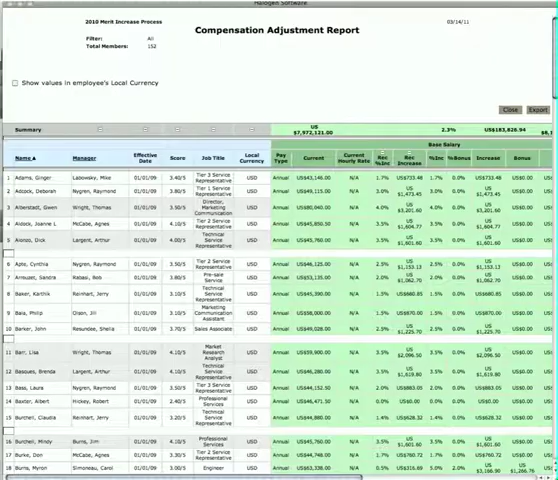 Halogen Software
2010 Merit Increase Process
03/14/11
Compensation Adjustment Report
Filter: All
Total Members: 152
Show values in employee's Local Currency
Close Export
Summary US $7,972,121.00 2.3% US$183,826.94
Base Salary
Name Manager Effective Date Score Job Title Local Currency Pay Type Current Current Hourly Rate Rec %Inc Rec Increase %Inc %Bonus Increase Bonus
1 Adams, Ginger Labowsky, Mike 01/01/09 3.40/5 Tier 3 Service Representative USD Annual US$43,146.00 N/A 1.7% US$733.48 1.7% 0.0% US$733.48 US$0.00
2 Adcock, Deborah Nygren, Raymond 01/01/09 3.80/5 Tier 1 Service Representative USD Annual US$49,115.00 N/A 3.0% US $1,473.45 3.0% 0.0% US $1,473.45 US$0.00
3 Alberstadt, Gwen Wright, Thomas 01/01/09 3.50/5 Director, Marketing Communication USD Annual US$80,040.00 N/A 4.0% US $3,201.60 4.0% 0.0% US $3,201.60 US$0.00
4 Aldock, Joanne L McCabe, Agnes 01/01/09 4.10/5 Tier 2 Service Representative USD Annual US$45,850.50 N/A 3.5% US $1,604.77 3.5% 0.0% US $1,604.77 US$0.00
5 Alonzo, Dick Largent, Arthur 01/01/09 4.00/5 Technical Service Representative USD Annual US$45,760.00 N/A 3.5% US $1,601.60 3.5% 0.0% US $1,601.60 US$0.00
6 Apte, Cynthia Nygren, Raymond 01/01/09 3.50/5 Tier 2 Service Representative USD Annual US$46,125.00 N/A 2.5% US $1,153.13 2.5% 0.0% US $1,153.13 US$0.00
7 Arrouzet, Sandra Rabasi, Rob 01/01/09 3.80/5 Pre-sale Service USD Annual US$53,135.00 N/A 2.0% US $1,062.70 2.0% 0.0% US $1,062.70 US$0.00
8 Baker, Karthik Reinhart, Jerry 01/01/09 3.10/5 Technical Service Representative USD Annual US$45,390.00 N/A 1.5% US$680.85 1.5% 0.0% US$680.85 US$0.00
9 Bala, Philip Olson, Jill 01/01/09 3.10/5 Marketing Communication Assistant USD Annual US$58,000.00 N/A 1.5% US$870.00 1.5% 0.0% US$870.00 US$0.00
10 Barker, John Resundee, Shella 01/01/09 3.70/5 Sales Associate USD Annual US$49,028.00 N/A 2.5% US $1,225.70 2.5% 0.0% US $1,225.70 US$0.00
11 Barr, Lisa Wright, Thomas 01/01/09 4.10/5 Market Research Analyst USD Annual US$59,900.00 N/A 3.5% US $2,096.50 3.5% 0.0% US $2,096.50 US$0.00
12 Basques, Brenda Largent, Arthur 01/01/09 4.10/5 Technical Service Representative USD Annual US$46,280.00 N/A 3.5% US $1,619.80 3.5% 0.0% US $1,619.80 US$0.00
13 Bass, Laura Nygren, Raymond 01/01/09 3.50/5 Tier 3 Service Representative USD Annual US$44,152.50 N/A 2.0% US$883.05 2.0% 0.0% US$883.05 US$0.00
14 Baxter, Albert Hickey, Robert 01/01/09 2.40/5 Professional Services USD Annual US$46,471.50 N/A 0.0% US$0.00 0.0% 0.0% US$0.00 US$0.00
15 Burchell, Claudia Reinhart, Jerry 01/01/09 3.20/5 Technical Service Representative USD Annual US$44,880.00 N/A 1.4% US$628.32 1.4% 0.0% US$628.32 US$0.00
16 Burchell, Mindy Burns, Jim 01/01/09 4.10/5 Professional Services USD Annual US$45,760.00 N/A 3.5% US $1,601.60 3.5% 0.0% US $1,601.60 US$0.00
17 Burke, Don McCabe, Agnes 01/01/09 3.30/5 Tier 3 Service Representative USD Annual US$44,748.00 N/A 1.7% US$760.72 1.7% 0.0% US$760.72 US$0.00
18 Burns, Myron Simoneau, Carol 01/01/09 3.00/5 Engineer USD Annual US$63,338.00 N/A 0.5% US$316.69 5.0% 2.0% US $3,166.90 US $1,266.76